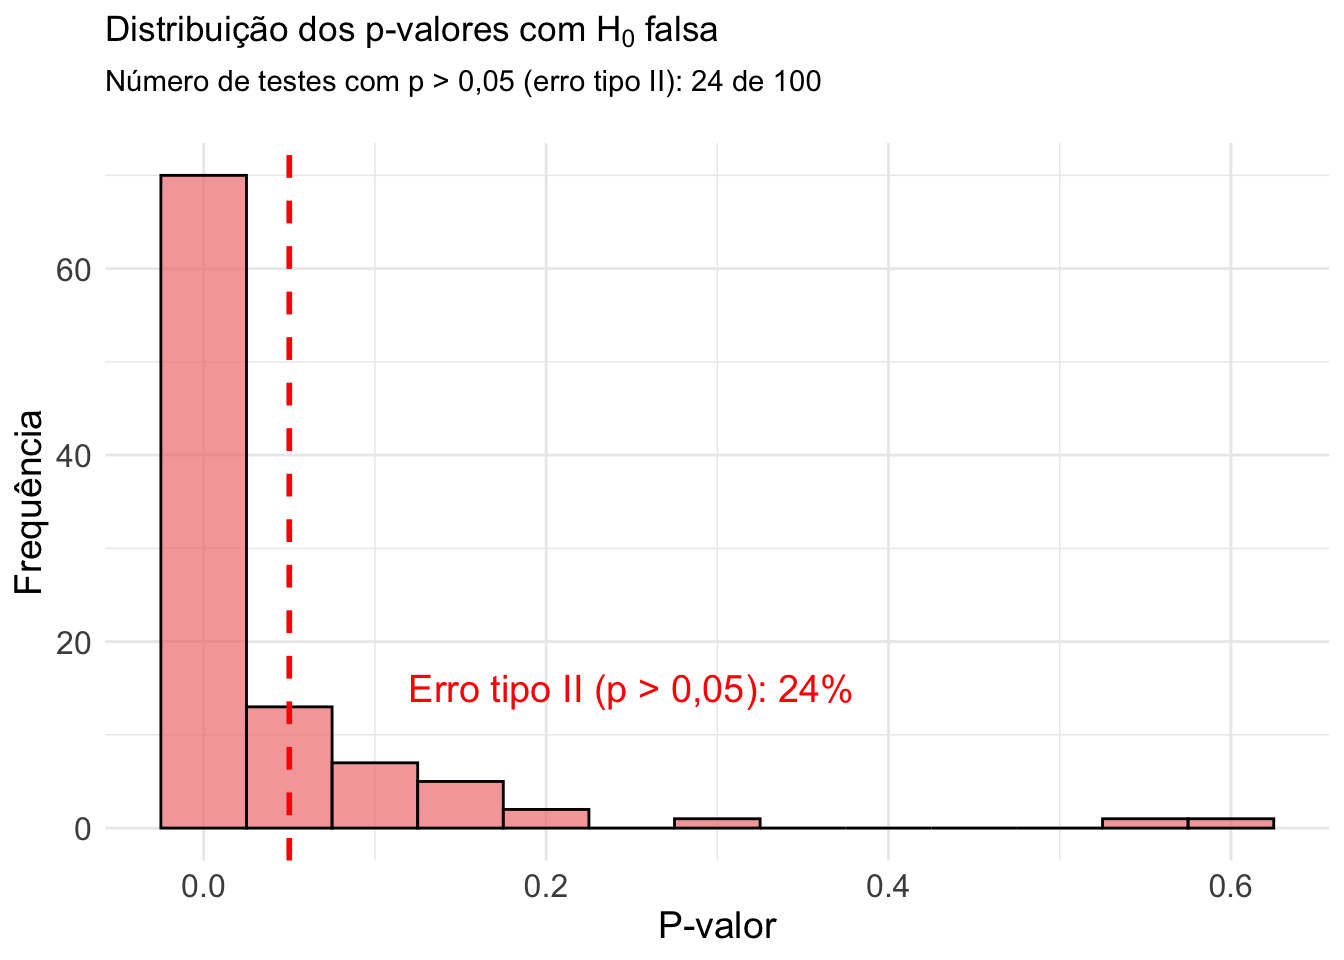 Distribuição dos p-valores com H₀ falsa
Número de testes com p > 0,05 (erro tipo II): 24 de 100
60
40
20
0
Frequência
Erro tipo II (p > 0,05): 24%
0.0 0.2 0.4 0.6
P-valor